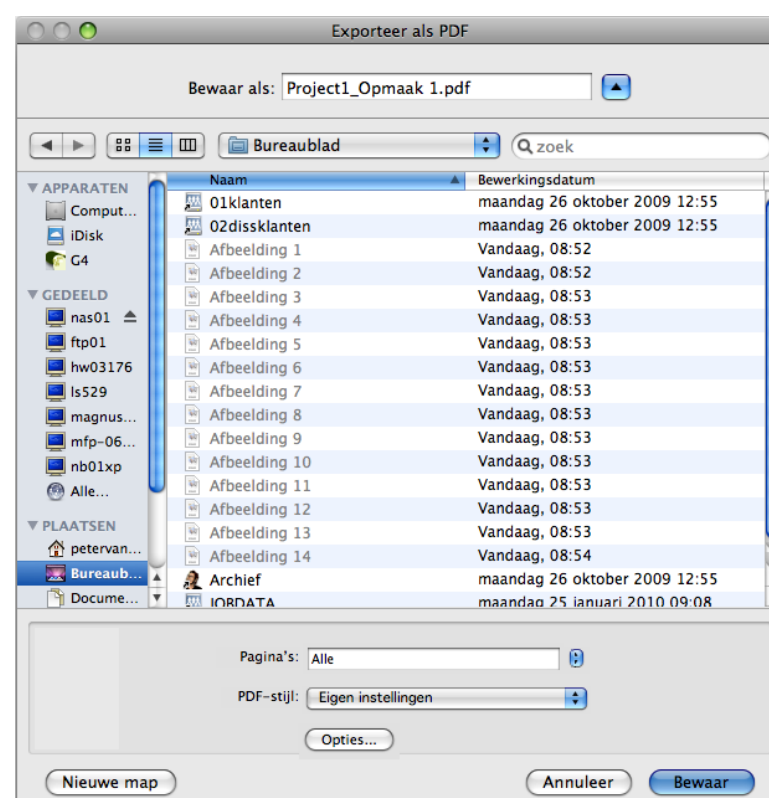 Exporteer als PDF
Bewaar als: Project1_Opmaak 1.pdf
Bureaublad
zoek
APPARATEN
Comput...
iDisk
G4
GEDEELD
nas01
ftp01
hw03176
ls529
magnus...
mfp-06...
nb01xp
Alle...
PLAATSEN
petervan...
Bureaub...
Docume...
Naam Bewerkingsdatum
01klanten maandag 26 oktober 2009 12:55
02dissklanten maandag 26 oktober 2009 12:55
Afbeelding 1 Vandaag, 08:52
Afbeelding 2 Vandaag, 08:52
Afbeelding 3 Vandaag, 08:53
Afbeelding 4 Vandaag, 08:53
Afbeelding 5 Vandaag, 08:53
Afbeelding 6 Vandaag, 08:53
Afbeelding 7 Vandaag, 08:53
Afbeelding 8 Vandaag, 08:53
Afbeelding 9 Vandaag, 08:53
Afbeelding 10 Vandaag, 08:53
Afbeelding 11 Vandaag, 08:53
Afbeelding 12 Vandaag, 08:53
Afbeelding 13 Vandaag, 08:53
Afbeelding 14 Vandaag, 08:54
Archief maandag 26 oktober 2009 12:55
JOBDATA maandag 25 januari 2010 09:08
Pagina's: Alle
PDF-stijl: Eigen instellingen
Opties...
Nieuwe map Annuleer Bewaar